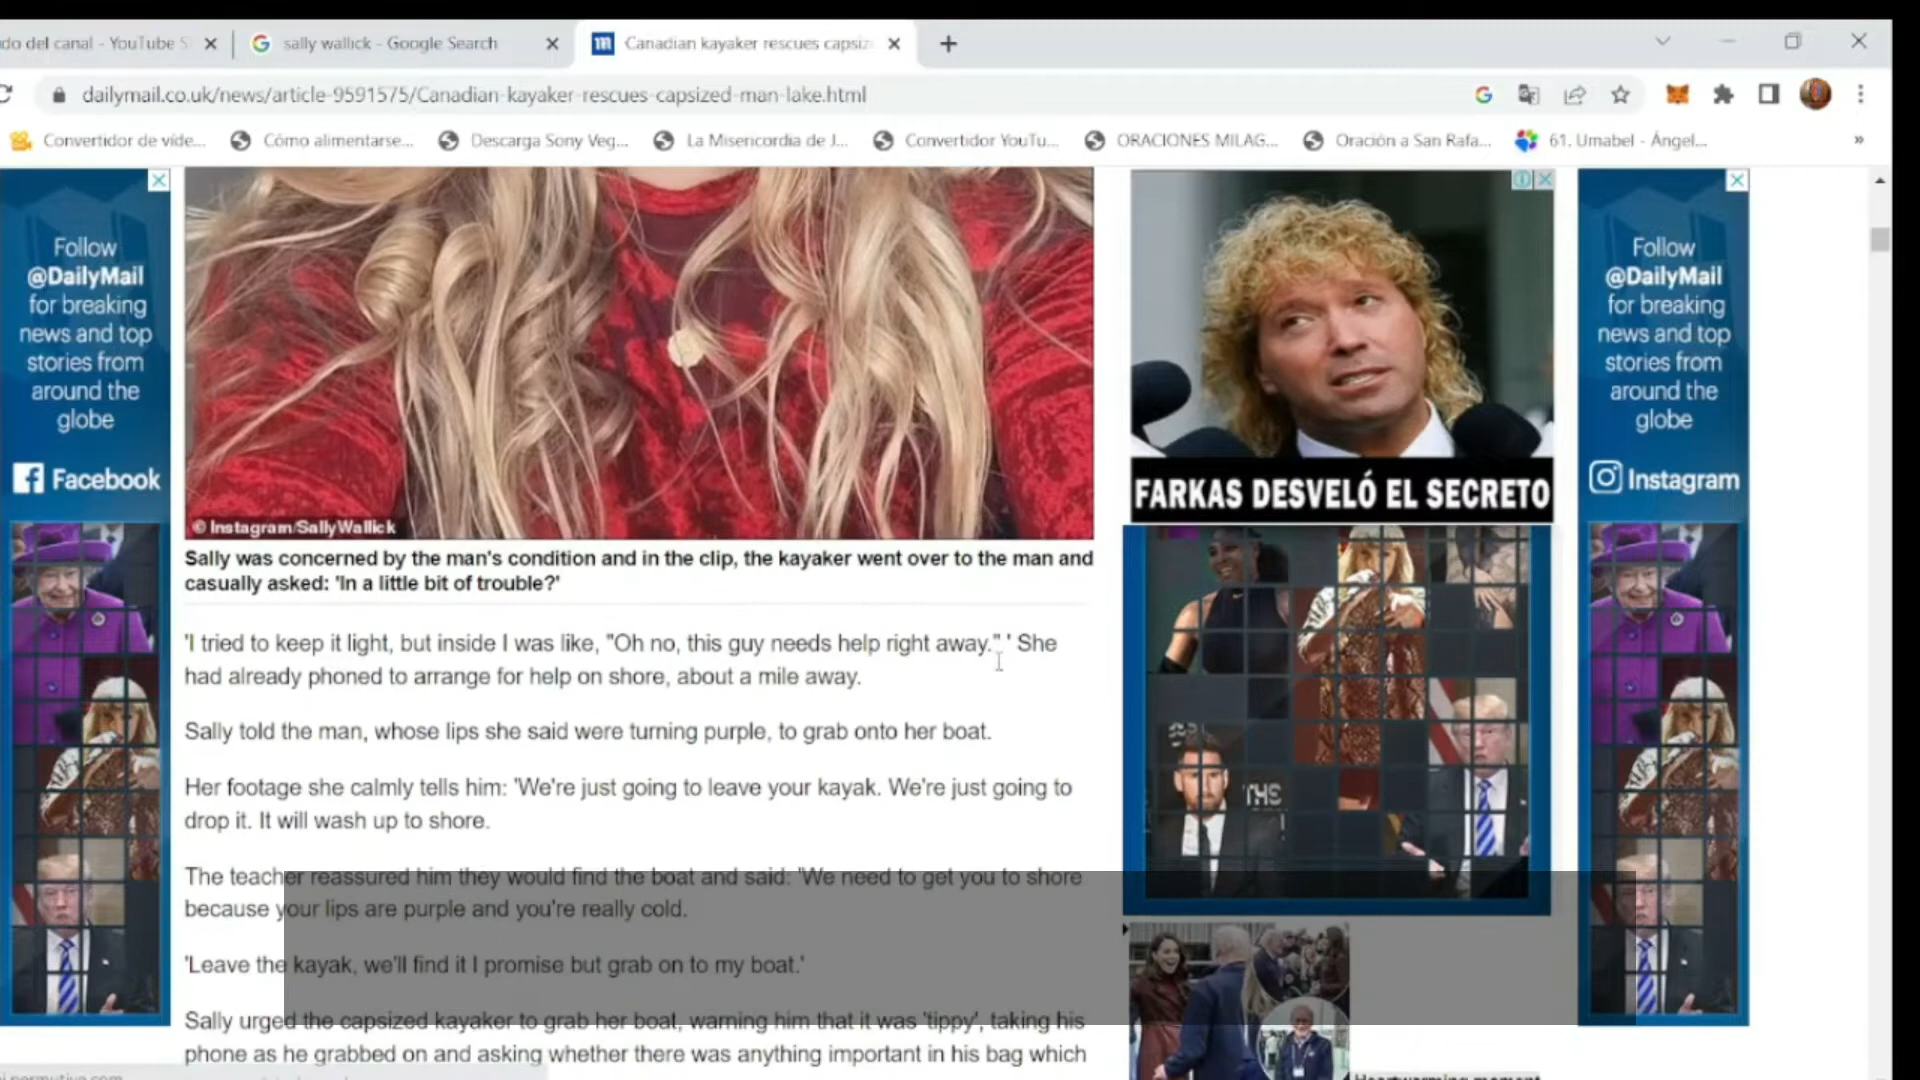 do del canal - YouTube S
sally wallick - Google Search
Canadian kayaker rescues capsiz
dailymail.co.uk/news/article-9591575/Canadian-kayaker-rescues-capsized-man-lake.html
Convertidor de víde...
Cómo alimentarse...
Descarga Sony Veg...
La Misericordia de J...
Convertidor YouTu...
ORACIONES MILAG...
Oración a San Rafa...
61. Umabel - Ángel...
»
Follow
@DailyMail
for breaking
news and top
stories from
around the
globe
Facebook
© Instagram/SallyWallick
Sally was concerned by the man's condition and in the clip, the kayaker went over to the man and
casually asked: 'In a little bit of trouble?'
'I tried to keep it light, but inside I was like, "Oh no, this guy needs help right away." ' She
had already phoned to arrange for help on shore, about a mile away.
Sally told the man, whose lips she said were turning purple, to grab onto her boat.
Her footage she calmly tells him: 'We're just going to leave your kayak. We're just going to
drop it. It will wash up to shore.
The teacher reassured him they would find the boat and said: 'We need to get you to shore
because your lips are purple and you're really cold.
'Leave the kayak, we'll find it I promise but grab on to my boat.'
Sally urged the capsized kayaker to grab her boat, warning him that it was 'tippy', taking his
phone as he grabbed on and asking whether there was anything important in his bag which
FARKAS DESVELÓ EL SECRETO
THE
Follow
@DailyMail
for breaking
news and top
stories from
around the
globe
Instagram
Heartwarming moment